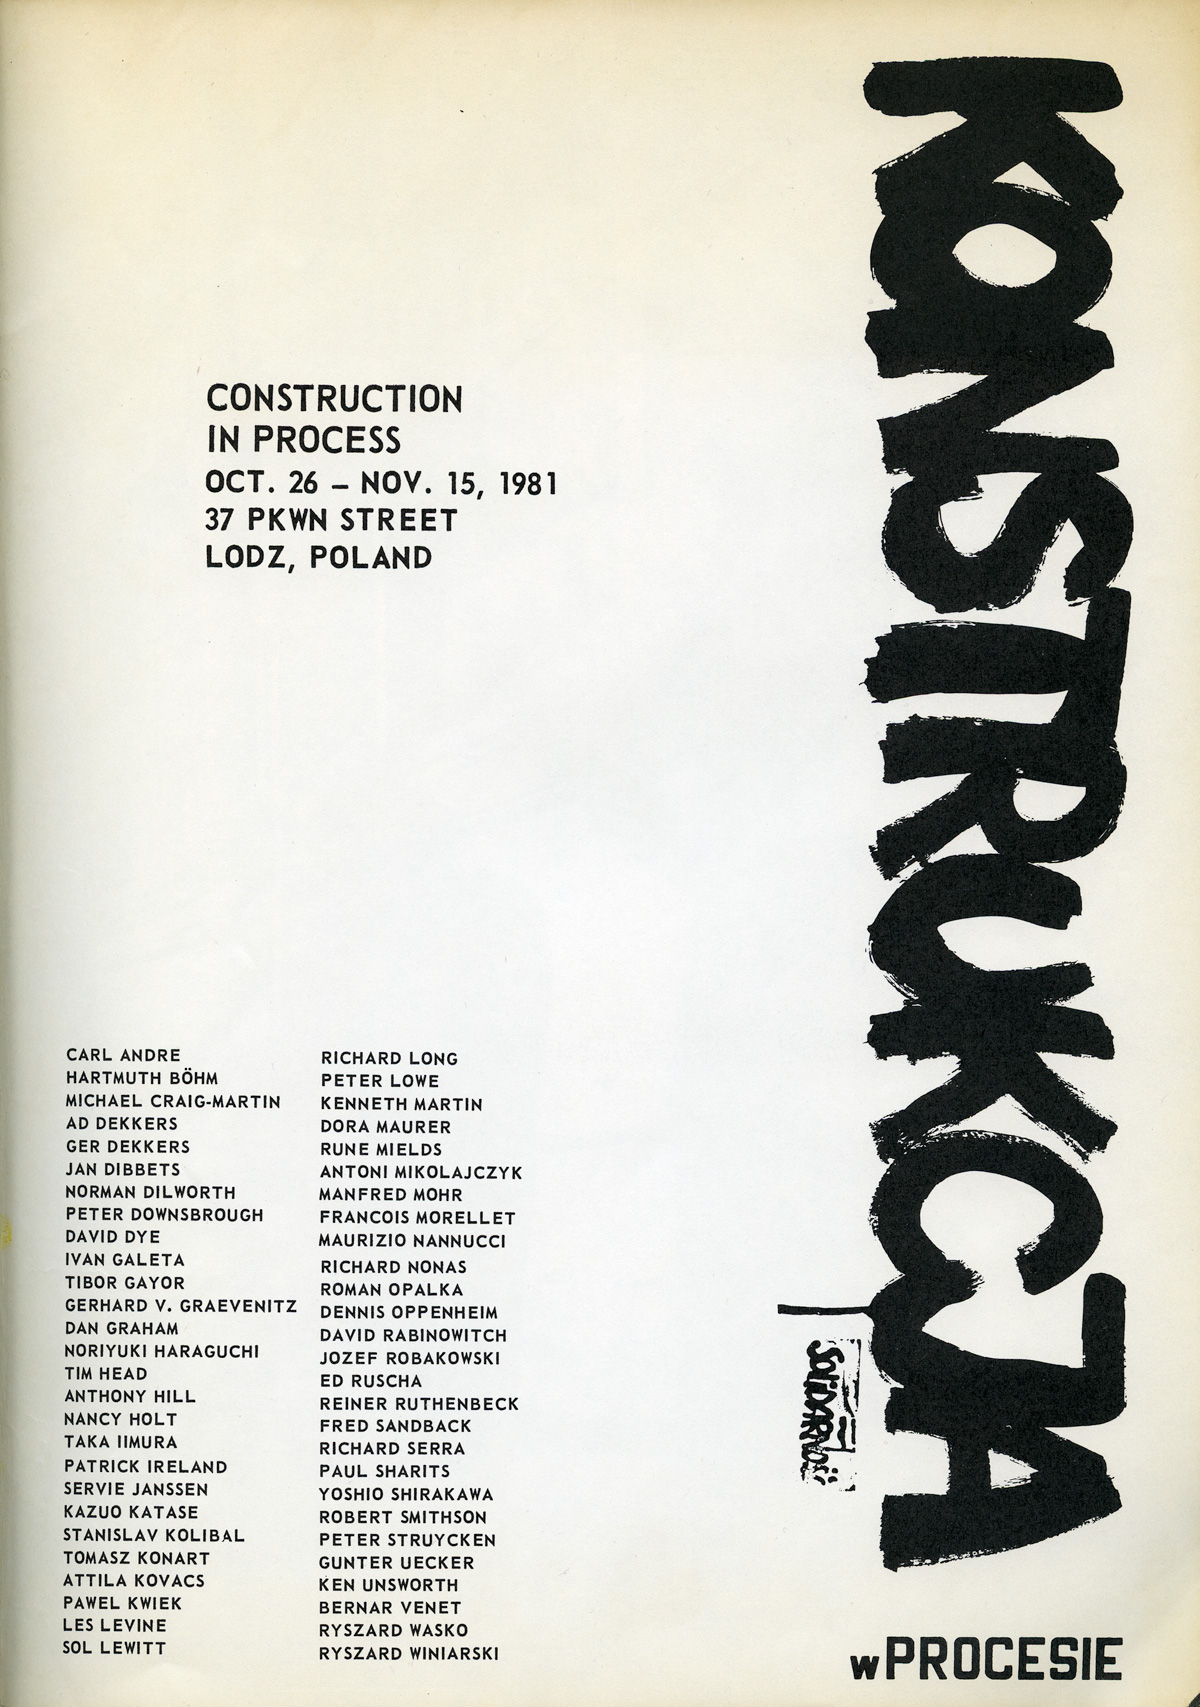 KONSTRUKCJA
CONSTRUCTION
IN PROCESS
OCT. 26 – NOV. 15, 1981
37 PKWN STREET
LODZ, POLAND
CARL ANDRE
HARTMUTH BÖHM
MICHAEL CRAIG-MARTIN
AD DEKKERS
GER DEKKERS
JAN DIBBETS
NORMAN DILWORTH
PETER DOWNSBROUGH
DAVID DYE
IVAN GALETA
TIBOR GAYOR
GERHARD V. GRAEVENITZ
DAN GRAHAM
NORIYUKI HARAGUCHI
TIM HEAD
ANTHONY HILL
NANCY HOLT
TAKA IIMURA
PATRICK IRELAND
SERVIE JANSSEN
KAZUO KATASE
STANISLAV KOLIBAL
TOMASZ KONART
ATTILA KOVACS
PAWEL KWIEK
LES LEVINE
SOL LEWITT
RICHARD LONG
PETER LOWE
KENNETH MARTIN
DORA MAURER
RUNE MIELDS
ANTONI MIKOLAJCZYK
MANFRED MOHR
FRANCOIS MORELLET
MAURIZIO NANNUCCI
RICHARD NONAS
ROMAN OPALKA
DENNIS OPPENHEIM
DAVID RABINOWITCH
JOZEF ROBAKOWSKI
ED RUSCHA
REINER RUTHENBECK
FRED SANDBACK
RICHARD SERRA
PAUL SHARITS
YOSHIO SHIRAKAWA
ROBERT SMITHSON
PETER STRUYCKEN
GUNTER UECKER
KEN UNSWORTH
BERNAR VENET
RYSZARD WASKO
RYSZARD WINIARSKI
SOLIDARNOŚĆ
w PROCESIE